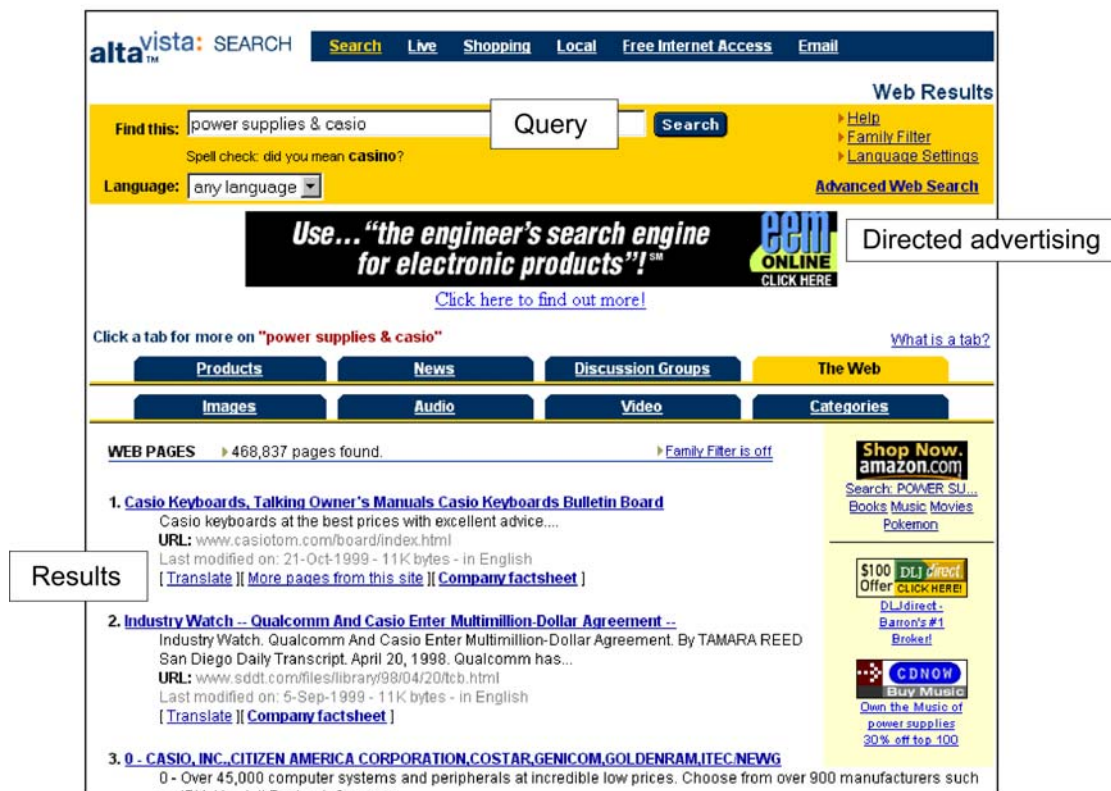 altavista: SEARCH Search Live Shopping Local Free Internet Access Email
TM
Web Results
Find this: power supplies & casio Query Search
Help
Family Filter
Language Settings
Spell check: did you mean casino?
Language: any language
Advanced Web Search
Use..."the engineer's search engine
for electronic products"!℠
eem
ONLINE
CLICK HERE
Directed advertising
Click here to find out more!
Click a tab for more on "power supplies & casio" What is a tab?
Products News Discussion Groups The Web
Images Audio Video Categories
WEB PAGES 468,837 pages found. Family Filter is off
1. Casio Keyboards, Talking Owner's Manuals Casio Keyboards Bulletin Board
Casio keyboards at the best prices with excellent advice....
URL: www.casiotom.com/board/index.html
Last modified on: 21-Oct-1999 - 11K bytes - in English
[ Translate ][ More pages from this site ][ Company factsheet ]
Results
2. Industry Watch -- Qualcomm And Casio Enter Multimillion-Dollar Agreement --
Industry Watch. Qualcomm And Casio Enter Multimillion-Dollar Agreement. By TAMARA REED
San Diego Daily Transcript. April 20, 1998. Qualcomm has...
URL: www.sddt.com/files/library/98/04/20/tcb.html
Last modified on: 5-Sep-1999 - 11K bytes - in English
[ Translate ][ Company factsheet ]
3. 0 - CASIO, INC.,CITIZEN AMERICA CORPORATION,COSTAR,GENICOM,GOLDENRAM,ITEC/NEWG
0 - Over 45,000 computer systems and peripherals at incredible low prices. Choose from over 900 manufacturers such
Shop Now.
amazon.com
Search: POWER SU...
Books Music Movies
Pokemon
$100 Offer DLJ direct
CLICK HERE!
DLJdirect -
Barron's #1
Broker!
CDNOW
Buy Music
Own the Music of
power supplies
30% off top 100